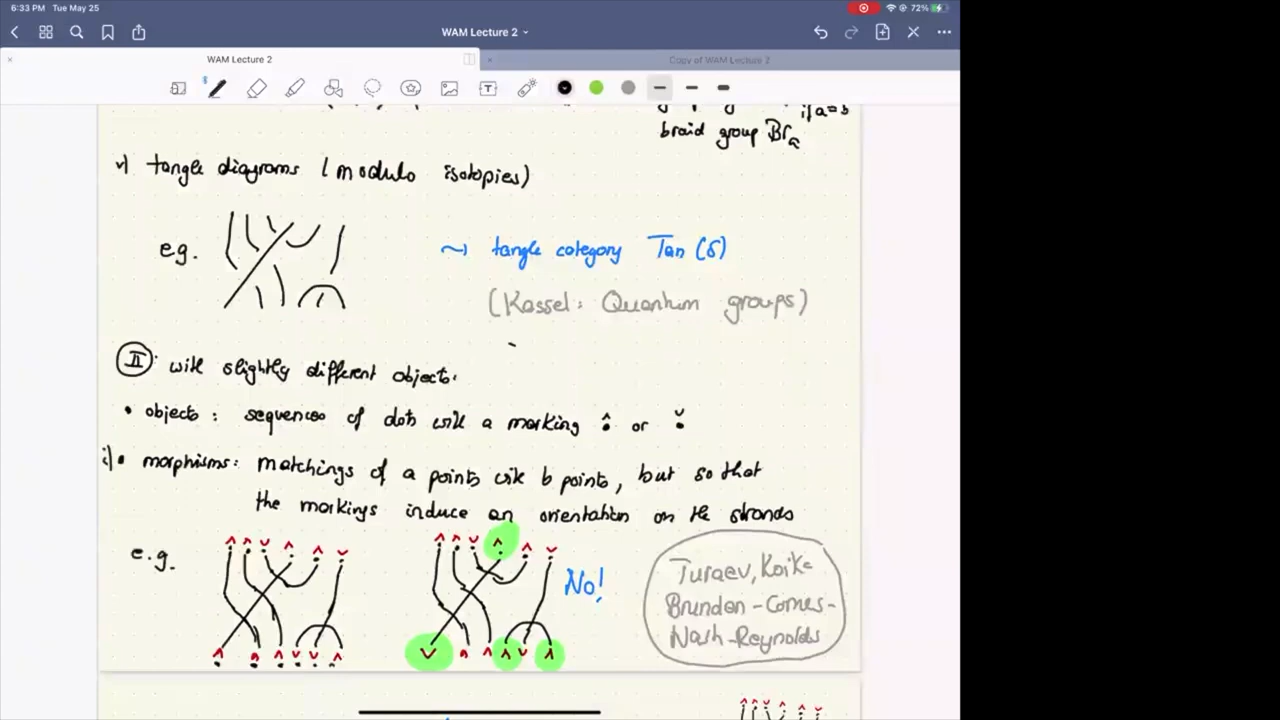 6:33 PM Tue May 25
72%
WAM Lecture 2
WAM Lecture 2
Copy of WAM Lecture 2
if a=b
braid group Br_a
v) tangle diagrams (modulo isotopies)
e.g.
~> tangle category Tan(δ)
(Kassel: Quantum groups)
II: with slightly different objects.
• objects: sequences of dots with a marking ^ or v
i) • morphisms: matchings of a points with b points, but so that
the markings induce an orientation on the strands
e.g.
^ ^ v ^ ^ v
^ ^ v ^ ^ v
No!
Turaev, Koike
Brundan-Comes-
Nash-Reynolds
^ ^ ^ v v ^
v ^ ^ ^ v ^